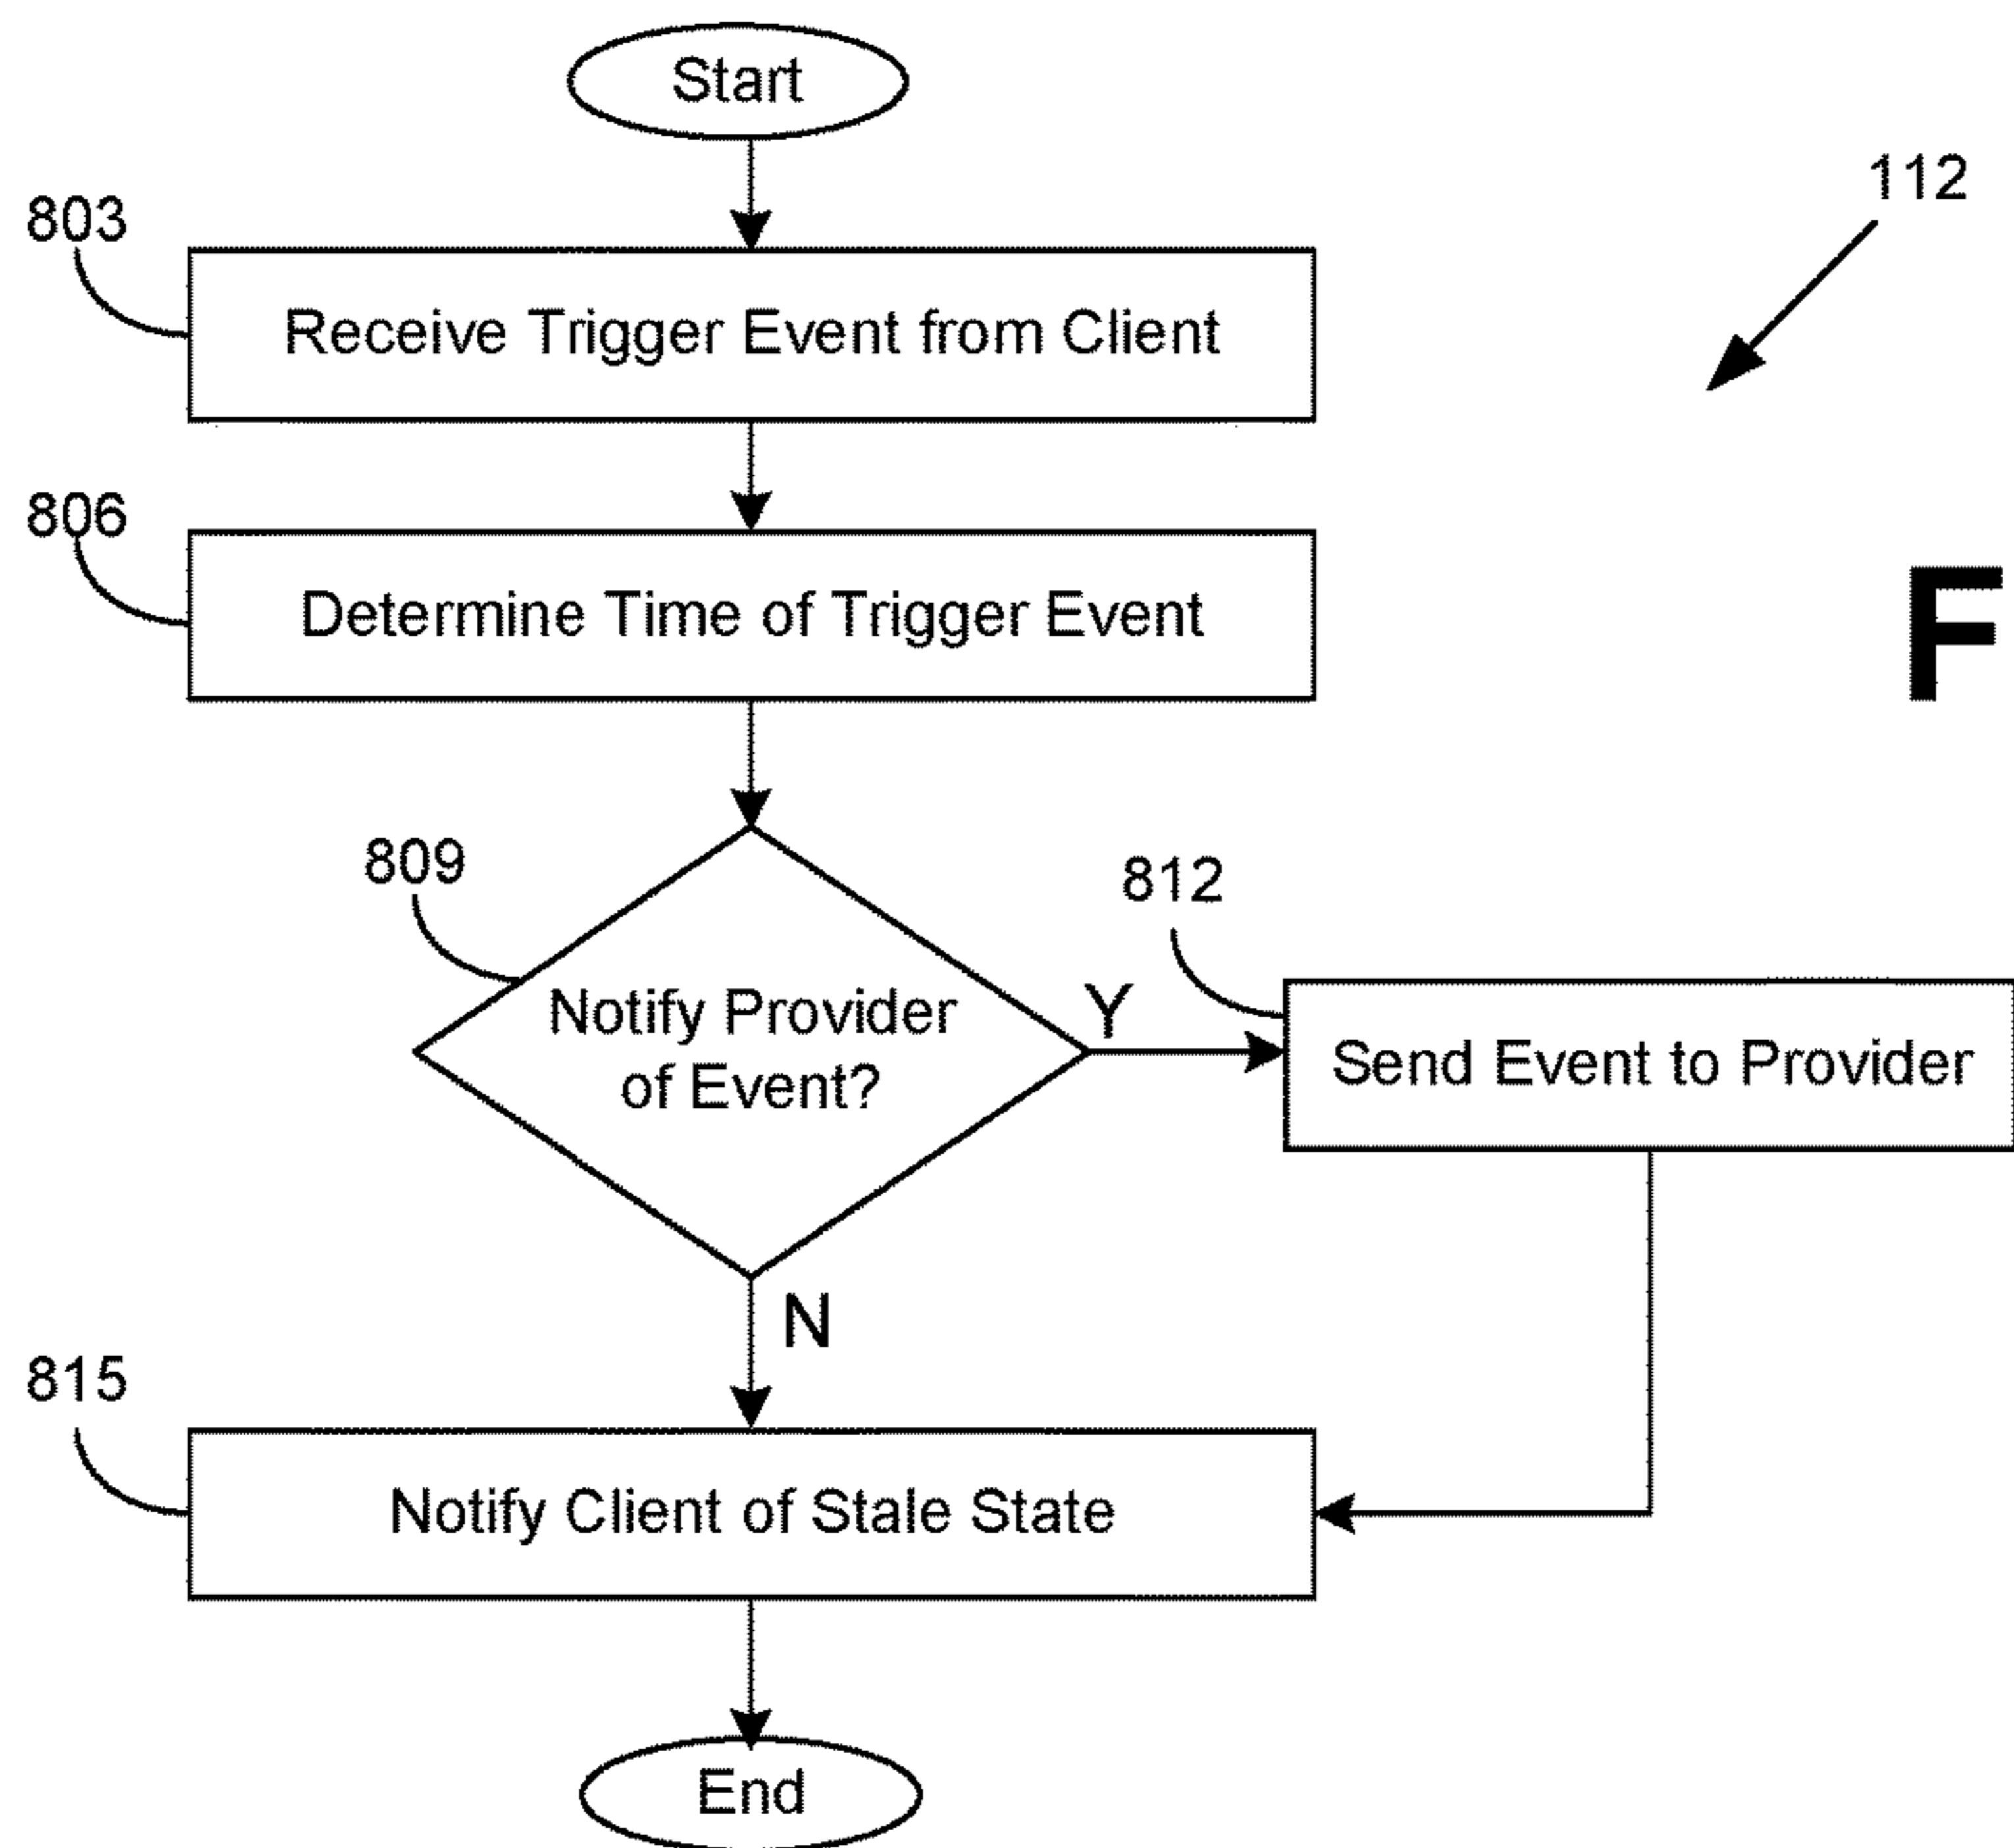 Start
112
803
Receive Trigger Event from Client
806
Determine Time of Trigger Event
F
809
812
Notify Provider
of Event?
Y
Send Event to Provider
N
815
Notify Client of Stale State
End